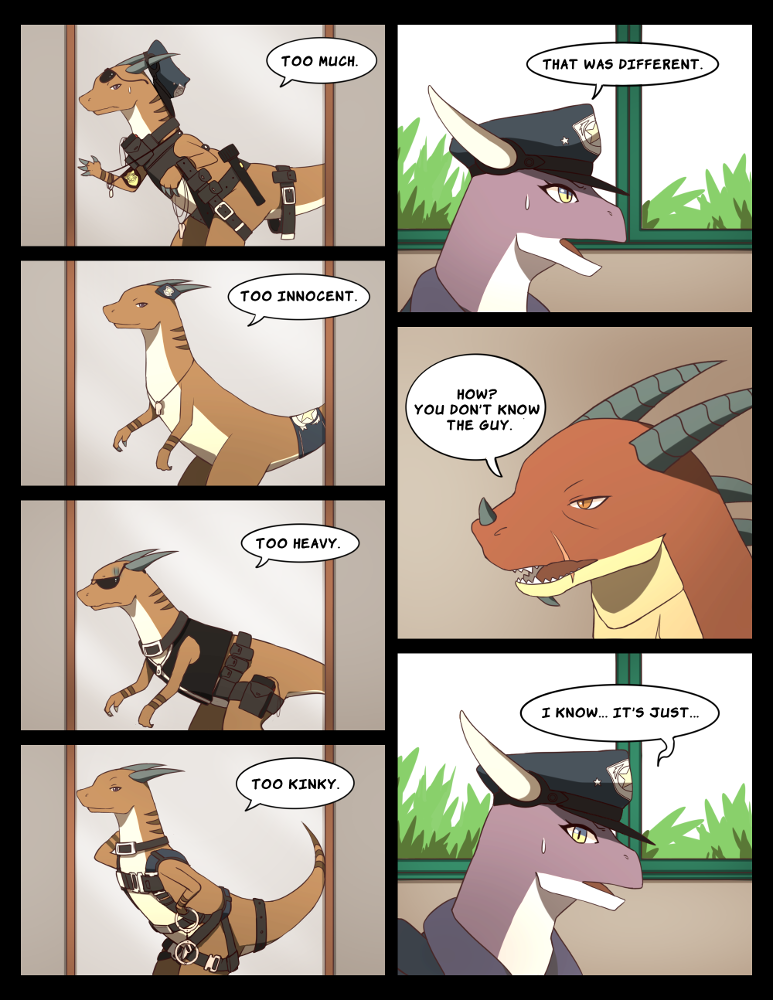 TOO MUCH.
TOO INNOCENT.
TOO HEAVY.
TOO KINKY.
THAT WAS DIFFERENT.
HOW?
YOU DON'T KNOW
THE GUY.
I KNOW... IT'S JUST...